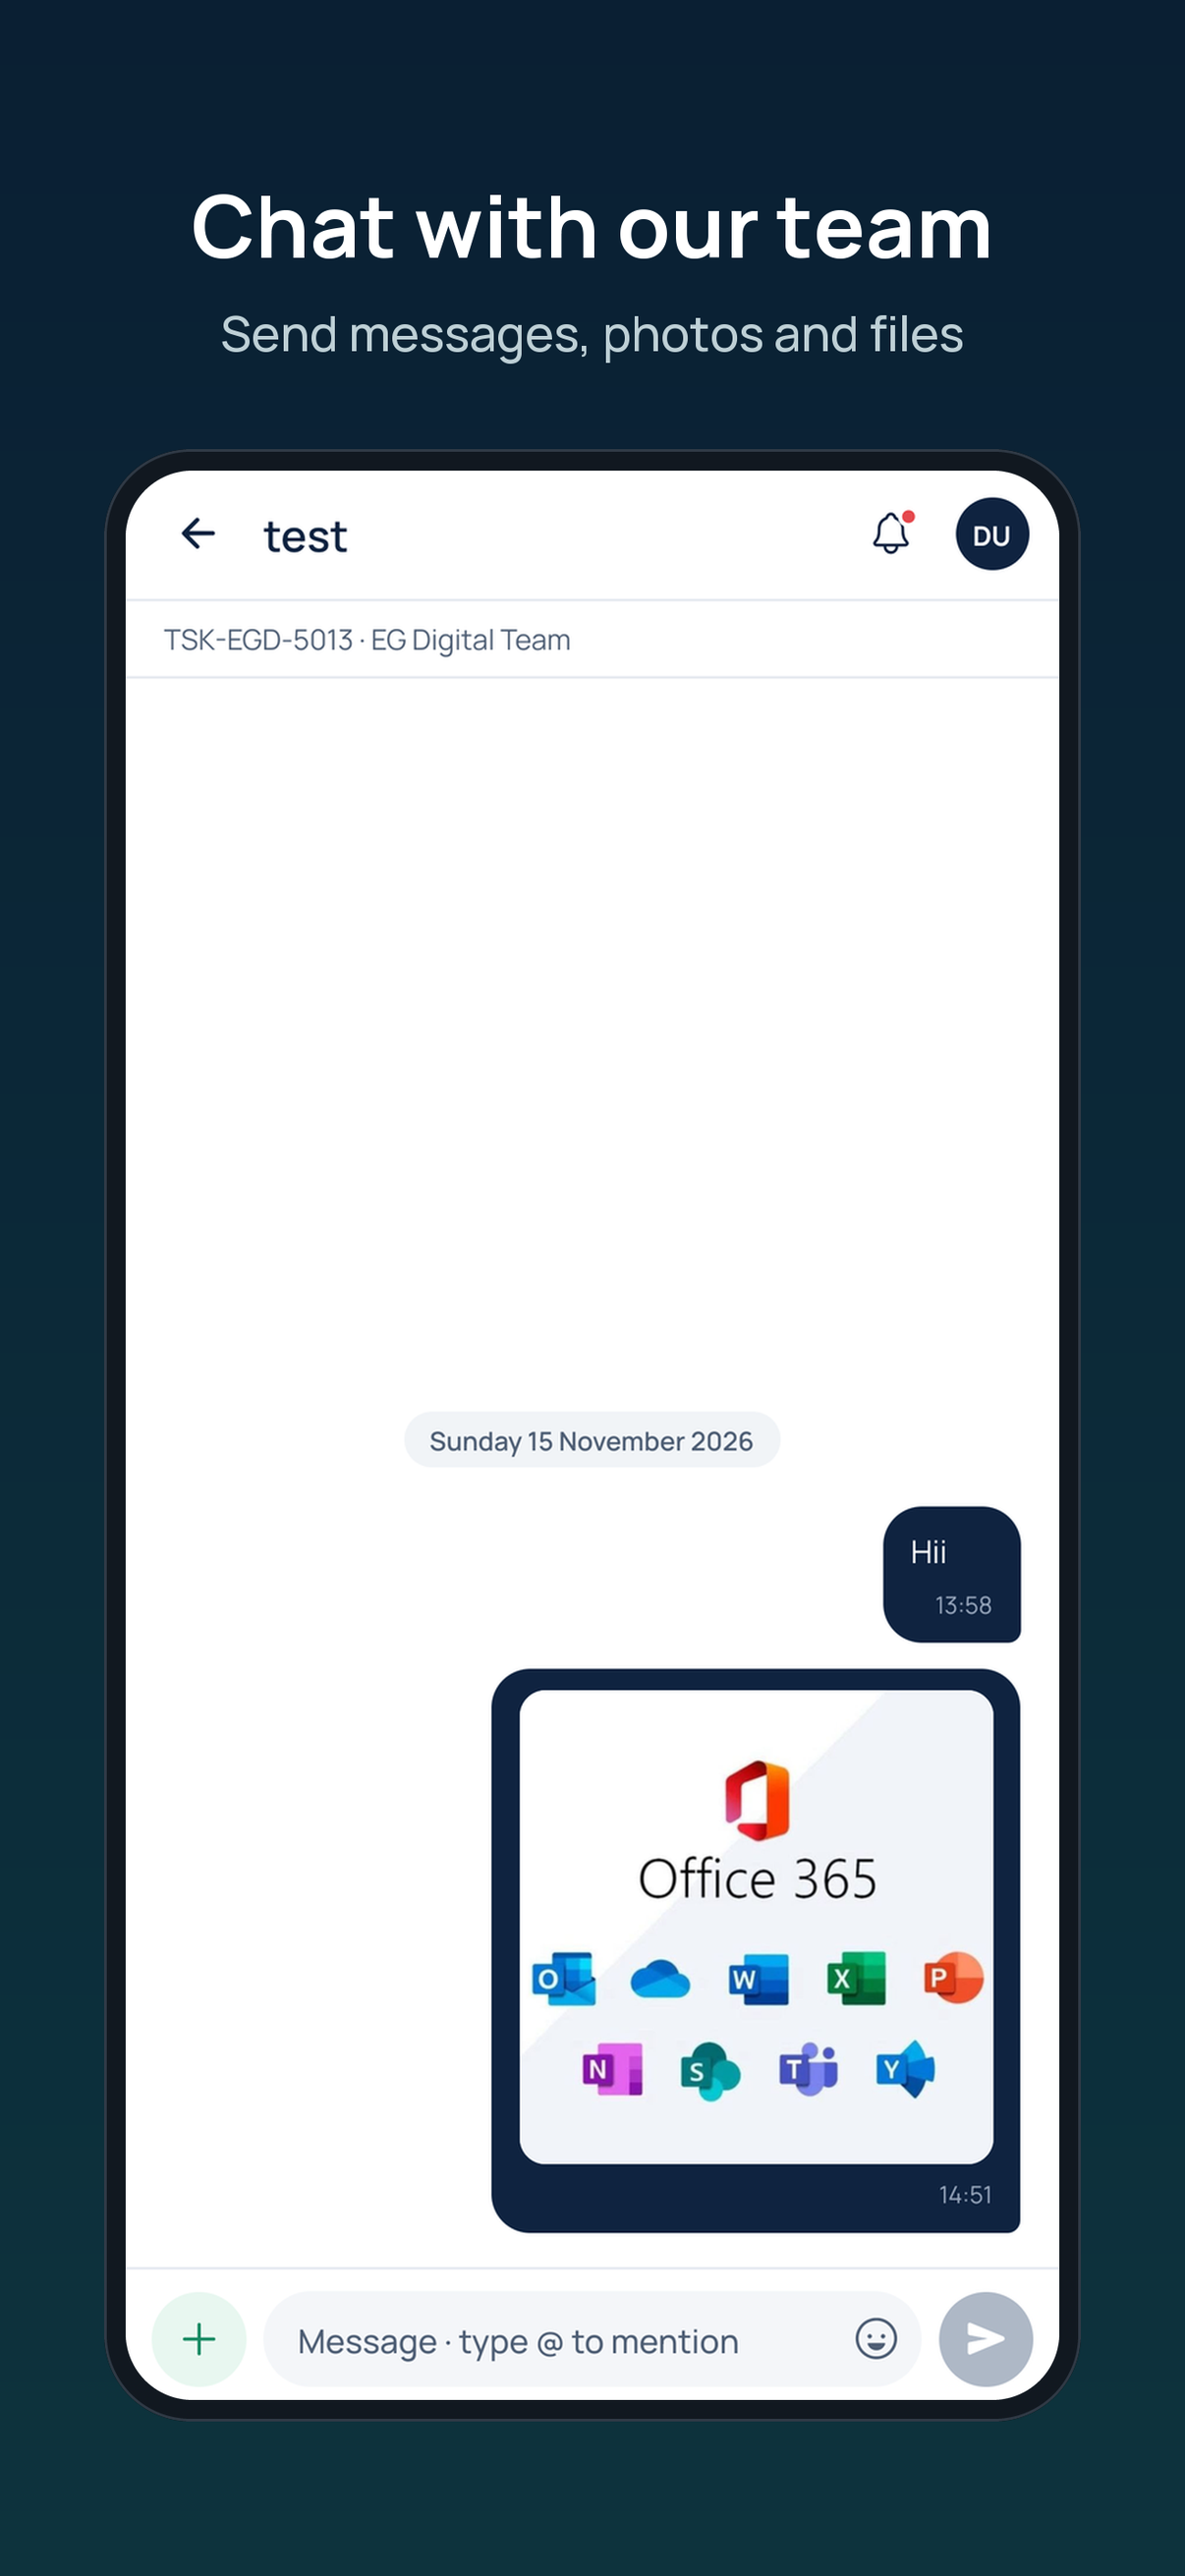 Chat with our team
Send messages, photos and files
test
DU
TSK-EGD-5013 · EG Digital Team
Sunday 15 November 2026
Hii
13:58
Office 365
O
W
X
P
N
S
T
Y
14:51
Message · type @ to mention